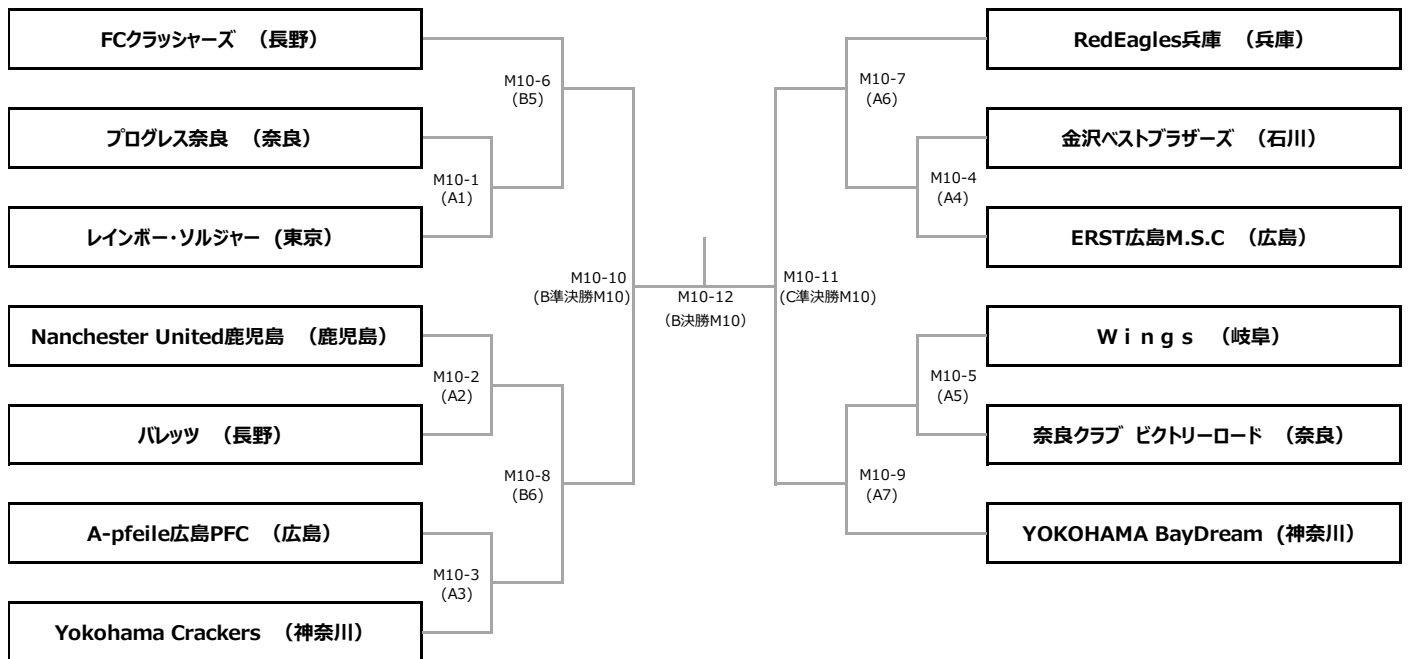 FCクラッシャーズ （長野）
プログレス奈良 （奈良）
レインボー・ソルジャー (東京）
Nanchester United鹿児島 （鹿児島）
バレッツ （長野）
A-pfeile広島PFC （広島）
Yokohama Crackers （神奈川）
M10-1
(A1)
M10-2
(A2)
M10-3
(A3)
M10-6
(B5)
M10-8
(B6)
M10-10
(B準決勝M10)
M10-12
（B決勝M10）
M10-11
(C準決勝M10)
M10-7
(A6)
M10-9
(A7)
M10-4
(A4)
M10-5
(A5)
RedEagles兵庫 （兵庫）
金沢ベストブラザーズ （石川）
ERST広島M.S.C （広島）
Ｗｉｎｇｓ （岐阜）
奈良クラブ ビクトリーロード （奈良）
YOKOHAMA BayDream (神奈川）